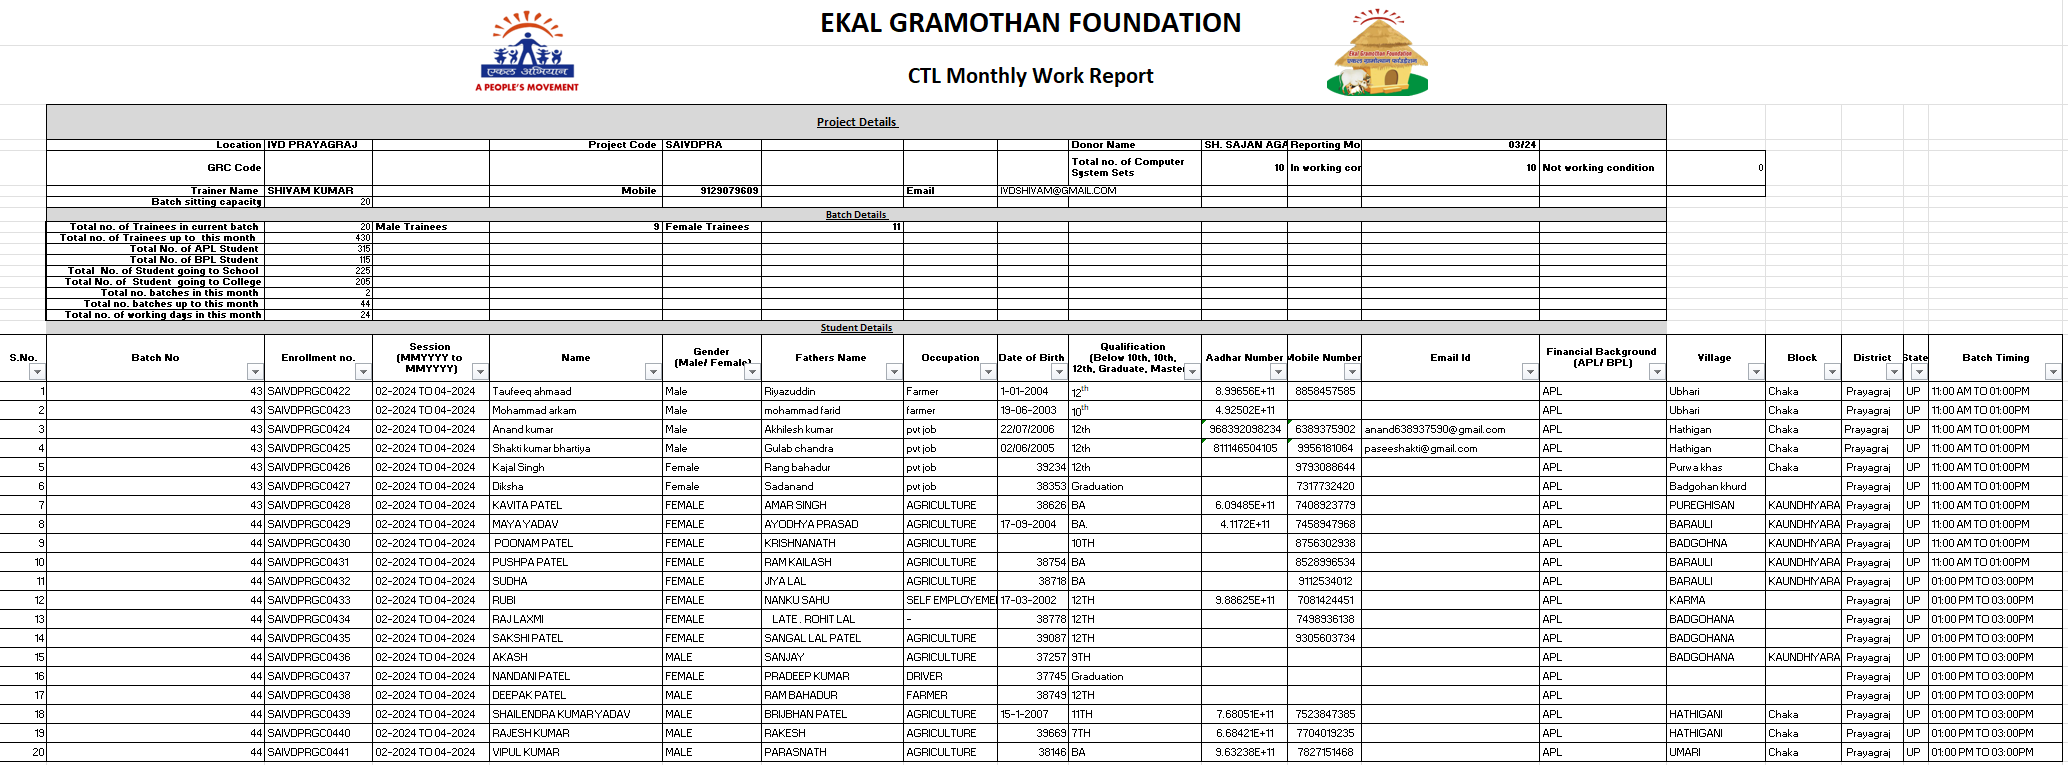 EKAL GRAMOTHAN FOUNDATION
एकल अभियान
A PEOPLE'S MOVEMENT
CTL Monthly Work Report
Ekal Gramothan Foundation
एकल ग्रामोत्थान फाउंडेशन
Project Details
Location IVD PRAYAGRAJ Project Code SAIVDPRA Donor Name SH. SAJAN AGA Reporting Mo 03/24
GRC Code Total no. of Computer System Sets 10 In working cor 10 Not working condition 0
Trainer Name SHIVAM KUMAR Mobile 9129079609 Email IVDSHIVAM@GMAIL.COM
Batch sitting capacity 20
Batch Details
Total no. of Trainees in current batch 20 Male Trainees 9 Female Trainees 11
Total no. of Trainees up to this month 430
Total No. of APL Student 315
Total No. of BPL Student 115
Total No. of Student going to School 225
Total No. of Student going to College 205
Total no. batches in this month 2
Total no. batches up to this month 44
Total no. of working days in this month 24
Student Details
S.No. Batch No Enrollment no. Session (MMYYYY to MMYYYY) Name Gender (Male/ Female) Fathers Name Occupation Date of Birth Qualification (Below 10th, 10th, 12th, Graduate, Master Aadhar Number Mobile Number Email Id Financial Background (APL/ BPL) Village Block District State Batch Timing
1 43 SAIVDPRGC0422 02-2024 TO 04-2024 Taufeeq ahmaad Male Riyazuddin Farmer 1-01-2004 12th 8.99656E+11 8858457585 APL Ubhari Chaka Prayagraj UP 11:00 AM TO 01:00PM
2 43 SAIVDPRGC0423 02-2024 TO 04-2024 Mohammad arkam Male mohammad farid farmer 19-06-2003 10th 4.92502E+11 APL Ubhari Chaka Prayagraj UP 11:00 AM TO 01:00PM
3 43 SAIVDPRGC0424 02-2024 TO 04-2024 Anand kumar Male Akhilesh kumar pvt job 22/07/2006 12th 968392098234 6389375902 anand638937590@gmail.com APL Hathigan Chaka Prayagraj UP 11:00 AM TO 01:00PM
4 43 SAIVDPRGC0425 02-2024 TO 04-2024 Shakti kumar bhartiya Male Gulab chandra pvt job 02/06/2005 12th 811146504105 9956181064 paseeshakti@gmail.com APL Hathigan Chaka Prayagraj UP 11:00 AM TO 01:00PM
5 43 SAIVDPRGC0426 02-2024 TO 04-2024 Kajal Singh Female Rang bahadur pvt job 39234 12th 9793088644 APL Purwa khas Chaka Prayagraj UP 11:00 AM TO 01:00PM
6 43 SAIVDPRGC0427 02-2024 TO 04-2024 Diksha Female Sadanand pvt job 38353 Graduation 7317732420 APL Badgohan khurd Prayagraj UP 11:00 AM TO 01:00PM
7 43 SAIVDPRGC0428 02-2024 TO 04-2024 KAVITA PATEL FEMALE AMAR SINGH AGRICULTURE 38626 BA 6.09485E+11 7408923779 APL PUREGHISAN KAUNDHYARA Prayagraj UP 11:00 AM TO 01:00PM
8 44 SAIVDPRGC0429 02-2024 TO 04-2024 MAYA YADAV FEMALE AYODHYA PRASAD AGRICULTURE 17-09-2004 BA. 4.1172E+11 7458947968 APL BARAULI KAUNDHYARA Prayagraj UP 11:00 AM TO 01:00PM
9 44 SAIVDPRGC0430 02-2024 TO 04-2024 POONAM PATEL FEMALE KRISHNANATH AGRICULTURE 10TH 8756302938 APL BADGOHNA KAUNDHYARA Prayagraj UP 11:00 AM TO 01:00PM
10 44 SAIVDPRGC0431 02-2024 TO 04-2024 PUSHPA PATEL FEMALE RAM KAILASH AGRICULTURE 38754 BA 8528996534 APL BARAULI KAUNDHYARA Prayagraj UP 11:00 AM TO 01:00PM
11 44 SAIVDPRGC0432 02-2024 TO 04-2024 SUDHA FEMALE JIYA LAL AGRICULTURE 38718 BA 9112534012 APL BARAULI KAUNDHYARA Prayagraj UP 01:00 PM TO 03:00PM
12 44 SAIVDPRGC0433 02-2024 TO 04-2024 RUBI FEMALE NANKU SAHU SELF EMPLOYEME 17-03-2002 12TH 9.88625E+11 7081424451 APL KARMA Prayagraj UP 01:00 PM TO 03:00PM
13 44 SAIVDPRGC0434 02-2024 TO 04-2024 RAJ LAXMI FEMALE LATE . ROHIT LAL - 38778 12TH 7498936138 APL BADGOHANA Prayagraj UP 01:00 PM TO 03:00PM
14 44 SAIVDPRGC0435 02-2024 TO 04-2024 SAKSHI PATEL FEMALE SANGAL LAL PATEL AGRICULTURE 39087 12TH 9305603734 APL BADGOHANA Prayagraj UP 01:00 PM TO 03:00PM
15 44 SAIVDPRGC0436 02-2024 TO 04-2024 AKASH MALE SANJAY AGRICULTURE 37257 9TH APL BADGOHANA KAUNDHYARA Prayagraj UP 01:00 PM TO 03:00PM
16 44 SAIVDPRGC0437 02-2024 TO 04-2024 NANDANI PATEL FEMALE PRADEEP KUMAR DRIVER 37745 Graduation APL Prayagraj UP 01:00 PM TO 03:00PM
17 44 SAIVDPRGC0438 02-2024 TO 04-2024 DEEPAK PATEL MALE RAM BAHADUR FARMER 38749 12TH APL Prayagraj UP 01:00 PM TO 03:00PM
18 44 SAIVDPRGC0439 02-2024 TO 04-2024 SHAILENDRA KUMAR YADAV MALE BRIJBHAN PATEL AGRICULTURE 15-1-2007 11TH 7.68051E+11 7523847385 APL HATHIGANI Chaka Prayagraj UP 01:00 PM TO 03:00PM
19 44 SAIVDPRGC0440 02-2024 TO 04-2024 RAJESH KUMAR MALE RAKESH AGRICULTURE 39669 7TH 6.68421E+11 7704019235 APL HATHIGANI Chaka Prayagraj UP 01:00 PM TO 03:00PM
20 44 SAIVDPRGC0441 02-2024 TO 04-2024 VIPUL KUMAR MALE PARASNATH AGRICULTURE 38146 BA 9.63238E+11 7827151468 APL UMARI Chaka Prayagraj UP 01:00 PM TO 03:00PM